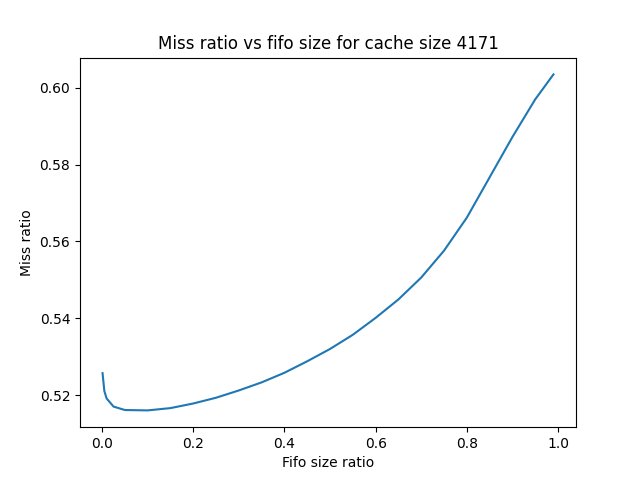 Miss ratio vs fifo size for cache size 4171
Miss ratio
0.60
0.58
0.56
0.54
0.52
0.0 0.2 0.4 0.6 0.8 1.0
Fifo size ratio